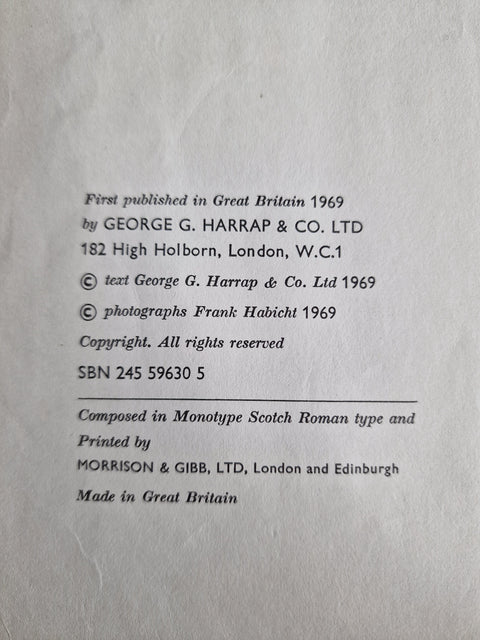 First published in Great Britain 1969
by GEORGE G. HARRAP & CO. LTD
182 High Holborn, London, W.C.1
© text George G. Harrap & Co. Ltd 1969
© photographs Frank Habicht 1969
Copyright. All rights reserved
SBN 245 59630 5
Composed in Monotype Scotch Roman type and
Printed by
MORRISON & GIBB, LTD, London and Edinburgh
Made in Great Britain